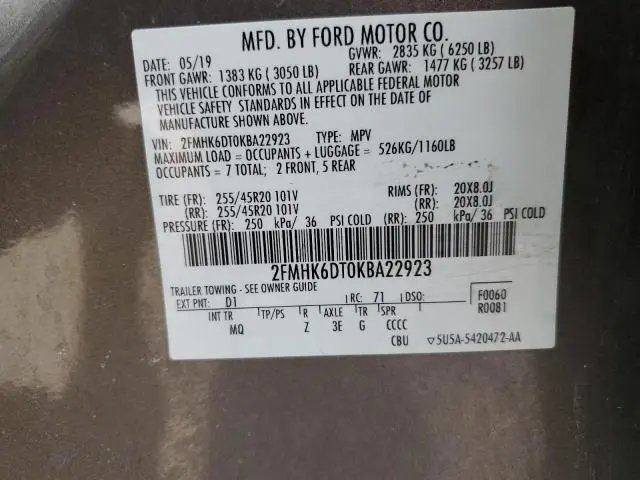 MFD. BY FORD MOTOR CO.
DATE: 05/19 GVWR: 2835 KG ( 6250 LB)
FRONT GAWR: 1383 KG ( 3050 LB) REAR GAWR: 1477 KG ( 3257 LB)
THIS VEHICLE CONFORMS TO ALL APPLICABLE FEDERAL MOTOR
VEHICLE SAFETY STANDARDS IN EFFECT ON THE DATE OF
MANUFACTURE SHOWN ABOVE.
VIN: 2FMHK6DT0KBA22923 TYPE: MPV
MAXIMUM LOAD = OCCUPANTS + LUGGAGE = 526KG/1160LB
OCCUPANTS = 7 TOTAL; 2 FRONT, 5 REAR
TIRE (FR): 255/45R20 101V RIMS (FR): 20X8.0J
(RR): 255/45R20 101V (RR): 20X8.0J
PRESSURE (FR): 250 kPa/ 36 PSI COLD (RR): 250 kPa/ 36 PSI COLD
2FMHK6DT0KBA22923
TRAILER TOWING - SEE OWNER GUIDE
EXT PNT: D1 RC: 71 DSO: F0060
R0081
INT TR TP/PS R AXLE TR SPR
MQ Z 3E G CCCC
CBU ▽5U5A-5420472-AA